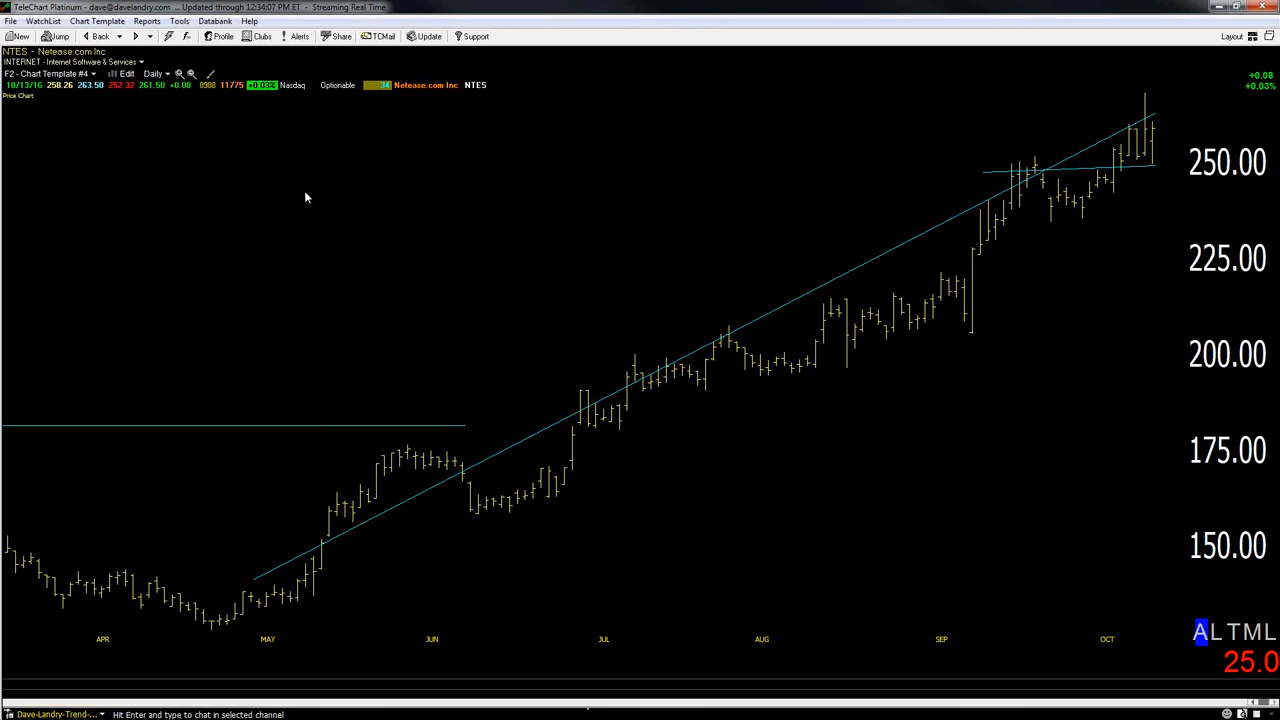 TeleChart Platinum - dave@davelandry.com ... Updated through 12:34:07 PM ET - Streaming Real Time
File WatchList Chart Template Reports Tools Databank Help
New Jump Back Profile Clubs Alerts Share TCMail Update Support Layout
NTES - Netease.com Inc
INTERNET - Internet Software & Services
F2 - Chart Template #4 Edit Daily
10/13/16 258.26 263.50 252.32 261.50 +0.08 8988 11775 +0.03% Nasdaq Optionable 34 Netease.com Inc NTES
+0.08
+0.03%
Price Chart
250.00
225.00
200.00
175.00
150.00
ALTML
APR MAY JUN JUL AUG SEP OCT
25.0
Dave-Landry-Trend-... Hit Enter and type to chat in selected channel